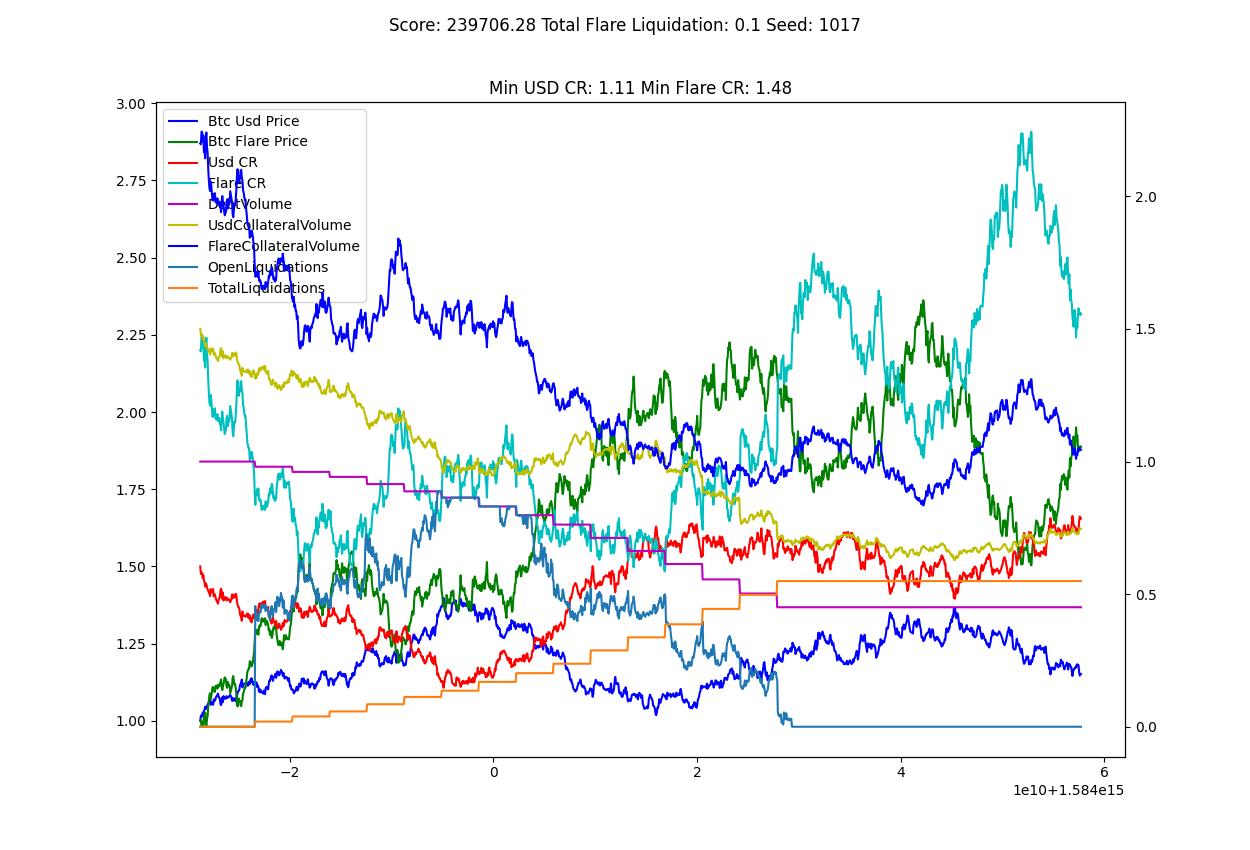 Score: 239706.28 Total Flare Liquidation: 0.1 Seed: 1017
Min USD CR: 1.11 Min Flare CR: 1.48
3.00
2.75
2.50
2.25
2.00
1.75
1.50
1.25
1.00
Btc Usd Price
Btc Flare Price
Usd CR
Flare CR
DebtVolume
UsdCollateralVolume
FlareCollateralVolume
OpenLiquidations
TotalLiquidations
2.0
1.5
1.0
0.5
0.0
−2 0 2 4 6
1e10+1.584e15